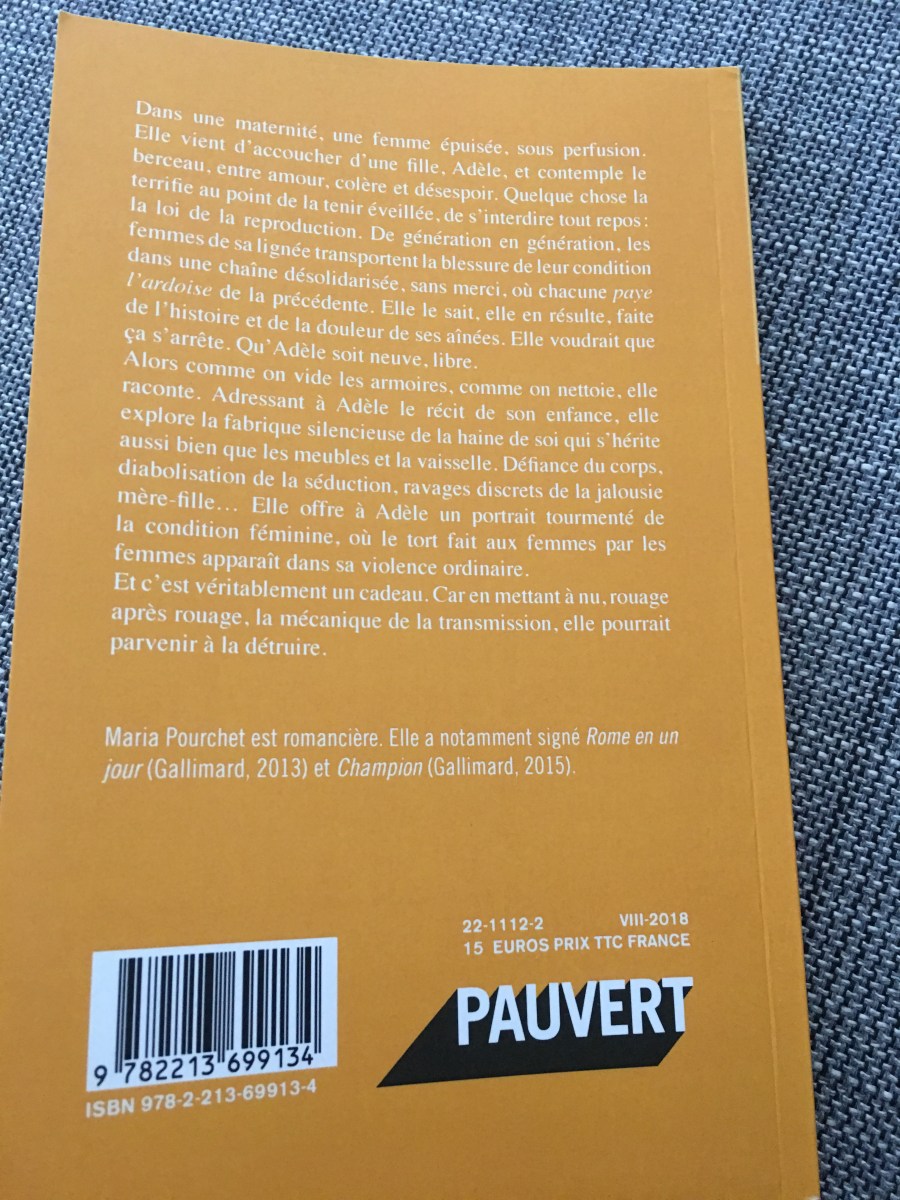 Dans une maternité, une femme épuisée, sous perfusion.
Elle vient d'accoucher d'une fille, Adèle, et contemple le
berceau, entre amour, colère et désespoir. Quelque chose la
terrifie au point de la tenir éveillée, de s'interdire tout repos :
la loi de la reproduction. De génération en génération, les
femmes de sa lignée transportent la blessure de leur condition
dans une chaîne désolidarisée, sans merci, où chacune paye
l'ardoise de la précédente. Elle le sait, elle en résulte, faite
de l'histoire et de la douleur de ses aînées. Elle voudrait que
ça s'arrête. Qu'Adèle soit neuve, libre.
Alors comme on vide les armoires, comme on nettoie, elle
raconte. Adressant à Adèle le récit de son enfance, elle
explore la fabrique silencieuse de la haine de soi qui s'hérite
aussi bien que les meubles et la vaisselle. Défiance du corps,
diabolisation de la séduction, ravages discrets de la jalousie
mère-fille... Elle offre à Adèle un portrait tourmenté de
la condition féminine, où le tort fait aux femmes par les
femmes apparaît dans sa violence ordinaire.
Et c'est véritablement un cadeau. Car en mettant à nu, rouage
après rouage, la mécanique de la transmission, elle pourrait
parvenir à la détruire.
Maria Pourchet est romancière. Elle a notamment signé Rome en un
jour (Gallimard, 2013) et Champion (Gallimard, 2015).
22-1112-2 VIII-2018
15 EUROS PRIX TTC FRANCE
PAUVERT
9 782213 699134
ISBN 978-2-213-69913-4